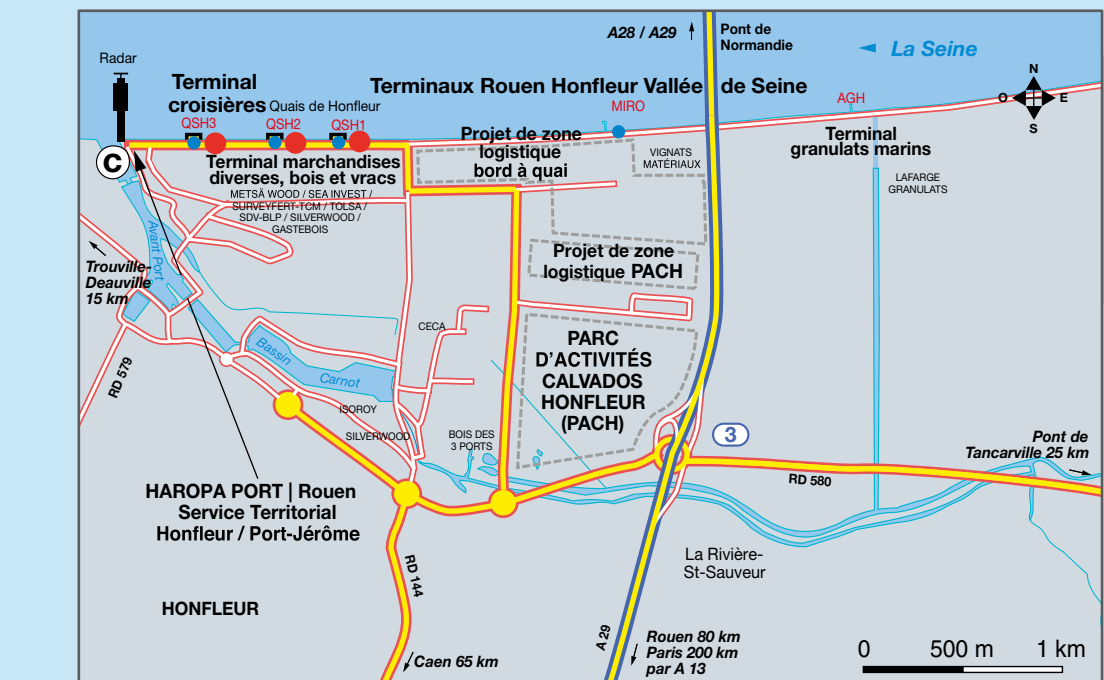 A28 / A29
Pont de
Normandie
La Seine
Radar
Terminal
croisières
Quais de Honfleur
Terminaux Rouen Honfleur Vallée de Seine
QSH3
QSH2
QSH1
MIRO
AGH
N
O
E
S
C
Terminal marchandises
diverses, bois et vracs
METSÄ WOOD / SEA INVEST /
SURVEYFERT-TCM / TOLSA /
SDV-BLP / SILVERWOOD /
GASTEBOIS
Projet de zone
logistique
bord à quai
VIGNATS
MATÉRIAUX
Terminal
granulats marins
LAFARGE
GRANULATS
Avant Port
Trouville-
Deauville
15 km
Projet de zone
logistique PACH
RD 579
Bassin
Carnot
CECA
PARC
D’ACTIVITÉS
CALVADOS
HONFLEUR
(PACH)
ISOROY
SILVERWOOD
BOIS DES
3 PORTS
3
Pont de
Tancarville 25 km
RD 580
HAROPA PORT | Rouen
Service Territorial
Honfleur / Port-Jérôme
RD 144
La Rivière-
St-Sauveur
HONFLEUR
A 29
Caen 65 km
Rouen 80 km
Paris 200 km
par A 13
0 500 m 1 km